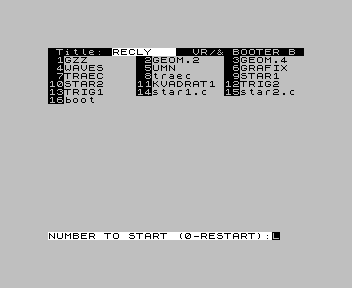 Title: RECLY VR/& BOOTER B
1GZZ 2GEOM.2 3GEOM.4
4WAVES 5UMN 6GRAFIX
7TRAEC 8traec 9STAR1
10STAR2 11KVADRAT1 12TRIG2
13TRIG1 14star1.c 15star2.c
16boot
NUMBER TO START (0-RESTART):L